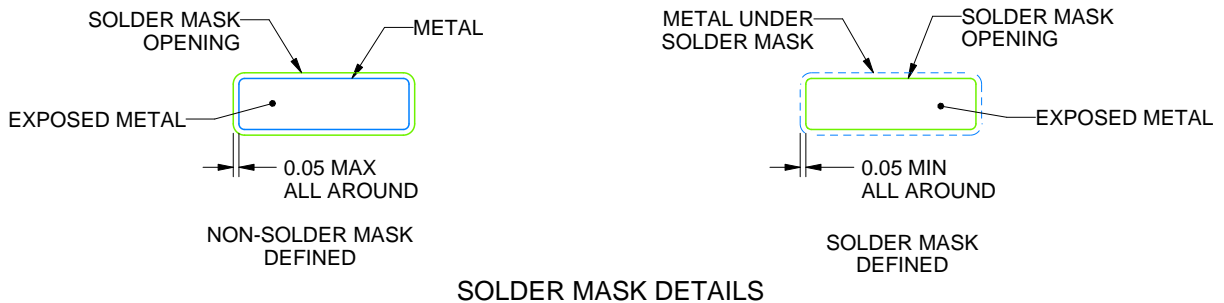 SOLDER MASK
OPENING
METAL
EXPOSED METAL
0.05 MAX
ALL AROUND
NON-SOLDER MASK
DEFINED
METAL UNDER
SOLDER MASK
SOLDER MASK
OPENING
EXPOSED METAL
0.05 MIN
ALL AROUND
SOLDER MASK
DEFINED
SOLDER MASK DETAILS